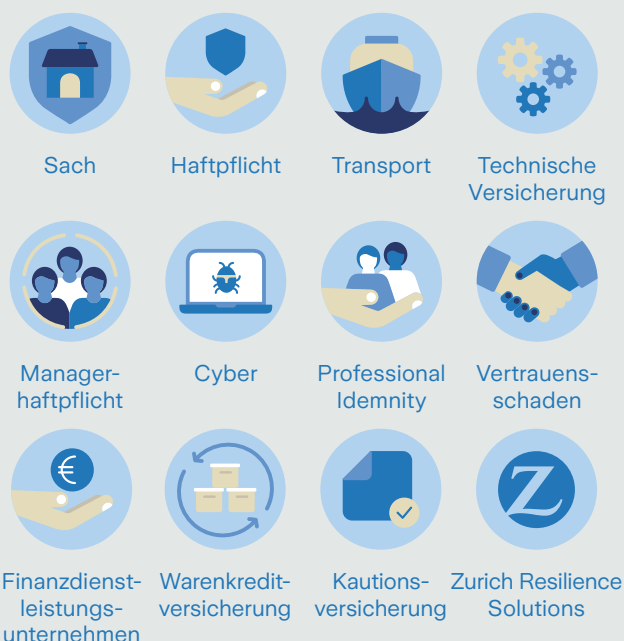 Sach
Haftpflicht
Transport
Technische
Versicherung
Manager-
haftpflicht
Cyber
Professional
Idemnity
Vertrauens-
schaden
€
Finanzdienst-
leistungs-
unternehmen
Warenkredit-
versicherung
Kautions-
versicherung
Z
Zurich Resilience
Solutions